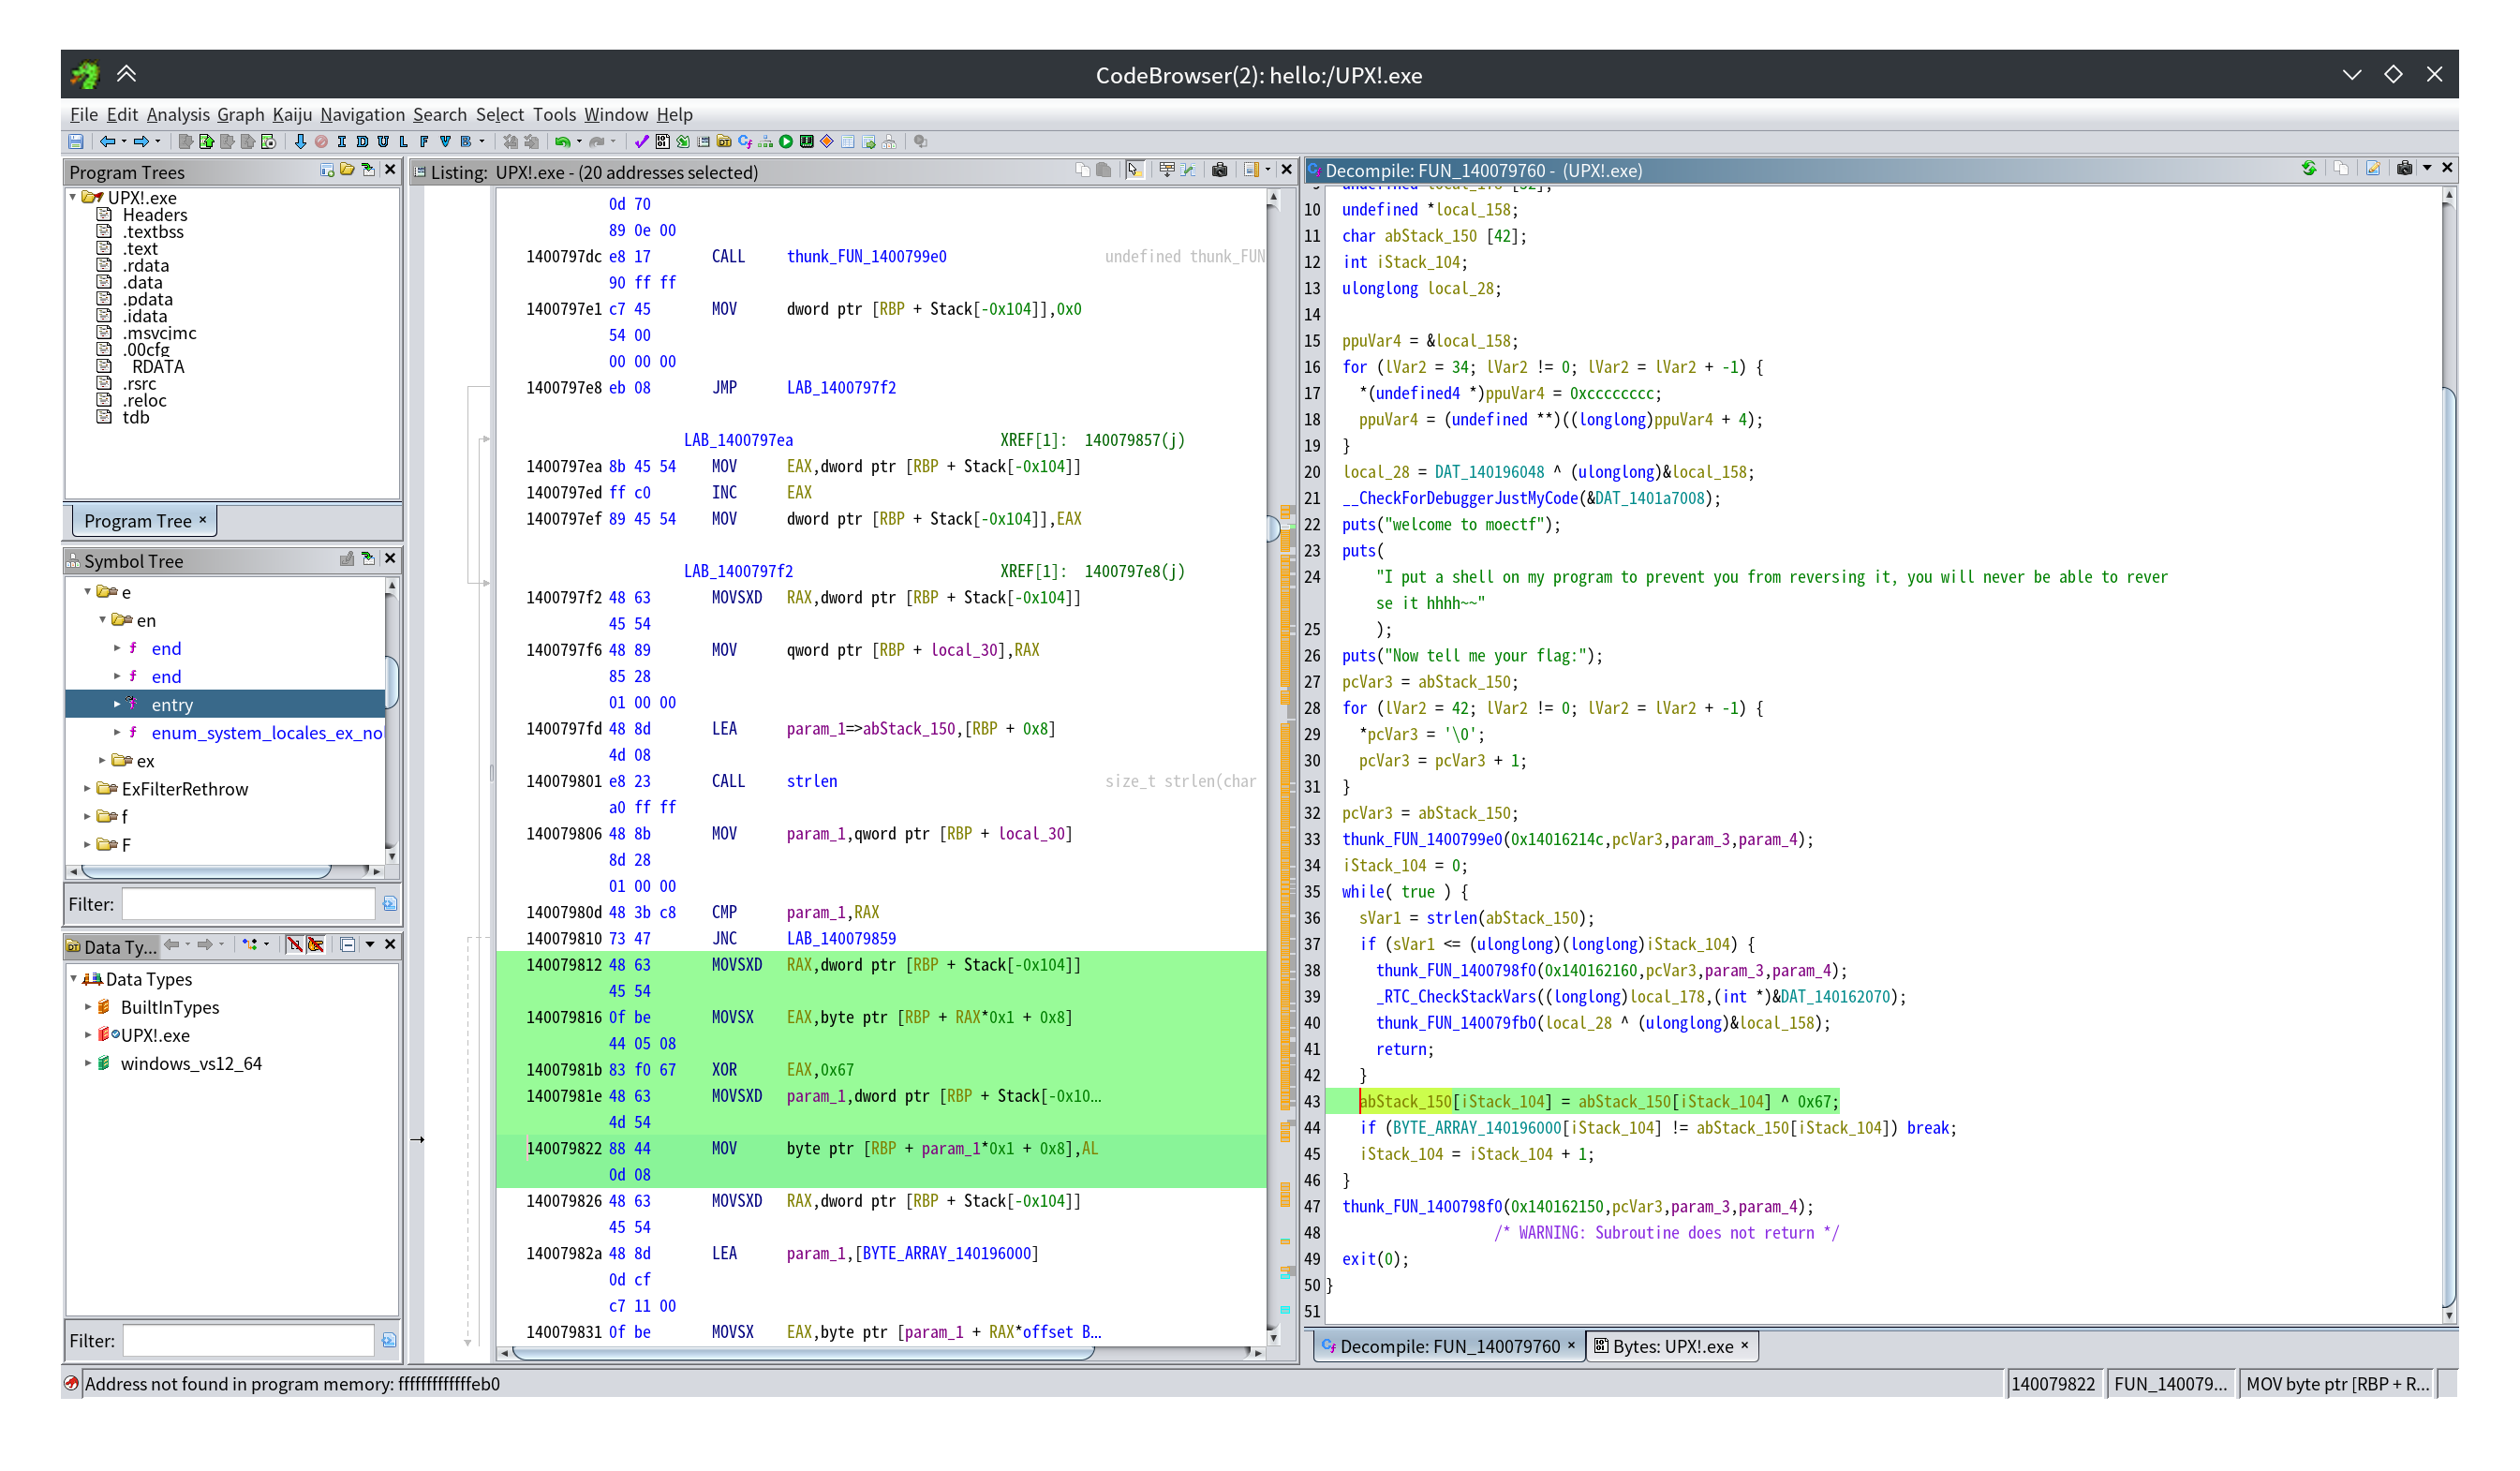 CodeBrowser(2): hello:/UPX!.exe
File Edit Analysis Graph Kaiju Navigation Search Select Tools Window Help
I D U L F V B
Program Trees
UPX!.exe
Headers
.textbss
.text
.rdata
.data
.pdata
.idata
.msvcjmc
.00cfg
_RDATA
.rsrc
.reloc
tdb
Program Tree ×
Symbol Tree
e
en
end
end
entry
enum_system_locales_ex_no
ex
ExFilterRethrow
f
F
Filter:
Data Ty...
Data Types
BuiltInTypes
UPX!.exe
windows_vs12_64
Filter:
Listing: UPX!.exe - (20 addresses selected)
0d 70
89 0e 00
1400797dc e8 17 CALL thunk_FUN_1400799e0 undefined thunk_FUN
90 ff ff
1400797e1 c7 45 MOV dword ptr [RBP + Stack[-0x104]],0x0
54 00
00 00 00
1400797e8 eb 08 JMP LAB_1400797f2
LAB_1400797ea XREF[1]: 140079857(j)
1400797ea 8b 45 54 MOV EAX,dword ptr [RBP + Stack[-0x104]]
1400797ed ff c0 INC EAX
1400797ef 89 45 54 MOV dword ptr [RBP + Stack[-0x104]],EAX
LAB_1400797f2 XREF[1]: 1400797e8(j)
1400797f2 48 63 MOVSXD RAX,dword ptr [RBP + Stack[-0x104]]
45 54
1400797f6 48 89 MOV qword ptr [RBP + local_30],RAX
85 28
01 00 00
1400797fd 48 8d LEA param_1=>abStack_150,[RBP + 0x8]
4d 08
140079801 e8 23 CALL strlen size_t strlen(char
a0 ff ff
140079806 48 8b MOV param_1,qword ptr [RBP + local_30]
8d 28
01 00 00
14007980d 48 3b c8 CMP param_1,RAX
140079810 73 47 JNC LAB_140079859
140079812 48 63 MOVSXD RAX,dword ptr [RBP + Stack[-0x104]]
45 54
140079816 0f be MOVSX EAX,byte ptr [RBP + RAX*0x1 + 0x8]
44 05 08
14007981b 83 f0 67 XOR EAX,0x67
14007981e 48 63 MOVSXD param_1,dword ptr [RBP + Stack[-0x10...
4d 54
140079822 88 44 MOV byte ptr [RBP + param_1*0x1 + 0x8],AL
0d 08
140079826 48 63 MOVSXD RAX,dword ptr [RBP + Stack[-0x104]]
45 54
14007982a 48 8d LEA param_1,[BYTE_ARRAY_140196000]
0d cf
c7 11 00
140079831 0f be MOVSX EAX,byte ptr [param_1 + RAX*offset B...
Decompile: FUN_140079760 - (UPX!.exe)
10 undefined *local_158;
11 char abStack_150 [42];
12 int iStack_104;
13 ulonglong local_28;
14
15 ppuVar4 = &local_158;
16 for (lVar2 = 34; lVar2 != 0; lVar2 = lVar2 + -1) {
17 *(undefined4 *)ppuVar4 = 0xcccccccc;
18 ppuVar4 = (undefined **)((longlong)ppuVar4 + 4);
19 }
20 local_28 = DAT_140196048 ^ (ulonglong)&local_158;
21 __CheckForDebuggerJustMyCode(&DAT_1401a7008);
22 puts("welcome to moectf");
23 puts(
24 "I put a shell on my program to prevent you from reversing it, you will never be able to rever
se it hhhh~~"
25 );
26 puts("Now tell me your flag:");
27 pcVar3 = abStack_150;
28 for (lVar2 = 42; lVar2 != 0; lVar2 = lVar2 + -1) {
29 *pcVar3 = '\0';
30 pcVar3 = pcVar3 + 1;
31 }
32 pcVar3 = abStack_150;
33 thunk_FUN_1400799e0(0x14016214c,pcVar3,param_3,param_4);
34 iStack_104 = 0;
35 while( true ) {
36 sVar1 = strlen(abStack_150);
37 if (sVar1 <= (ulonglong)(longlong)iStack_104) {
38 thunk_FUN_1400798f0(0x140162160,pcVar3,param_3,param_4);
39 _RTC_CheckStackVars((longlong)local_178,(int *)&DAT_140162070);
40 thunk_FUN_140079fb0(local_28 ^ (ulonglong)&local_158);
41 return;
42 }
43 abStack_150[iStack_104] = abStack_150[iStack_104] ^ 0x67;
44 if (BYTE_ARRAY_140196000[iStack_104] != abStack_150[iStack_104]) break;
45 iStack_104 = iStack_104 + 1;
46 }
47 thunk_FUN_1400798f0(0x140162150,pcVar3,param_3,param_4);
48 /* WARNING: Subroutine does not return */
49 exit(0);
50 }
51
Decompile: FUN_140079760 × Bytes: UPX!.exe ×
Address not found in program memory: fffffffffffffeb0
140079822 FUN_140079... MOV byte ptr [RBP + R...